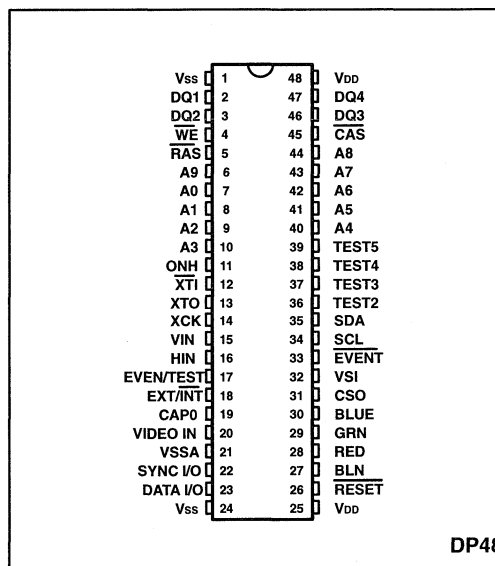 Vss 1 48 VDD
DQ1 2 47 DQ4
DQ2 3 46 DQ3
WE 4 45 CAS
RAS 5 44 A8
A9 6 43 A7
A0 7 42 A6
A1 8 41 A5
A2 9 40 A4
A3 10 39 TEST5
ONH 11 38 TEST4
XTI 12 37 TEST3
XTO 13 36 TEST2
XCK 14 35 SDA
VIN 15 34 SCL
HIN 16 33 EVENT
EVEN/TEST 17 32 VSI
EXT/INT 18 31 CSO
CAP0 19 30 BLUE
VIDEO IN 20 29 GRN
VSSA 21 28 RED
SYNC I/O 22 27 BLN
DATA I/O 23 26 RESET
Vss 24 25 VDD
DP48